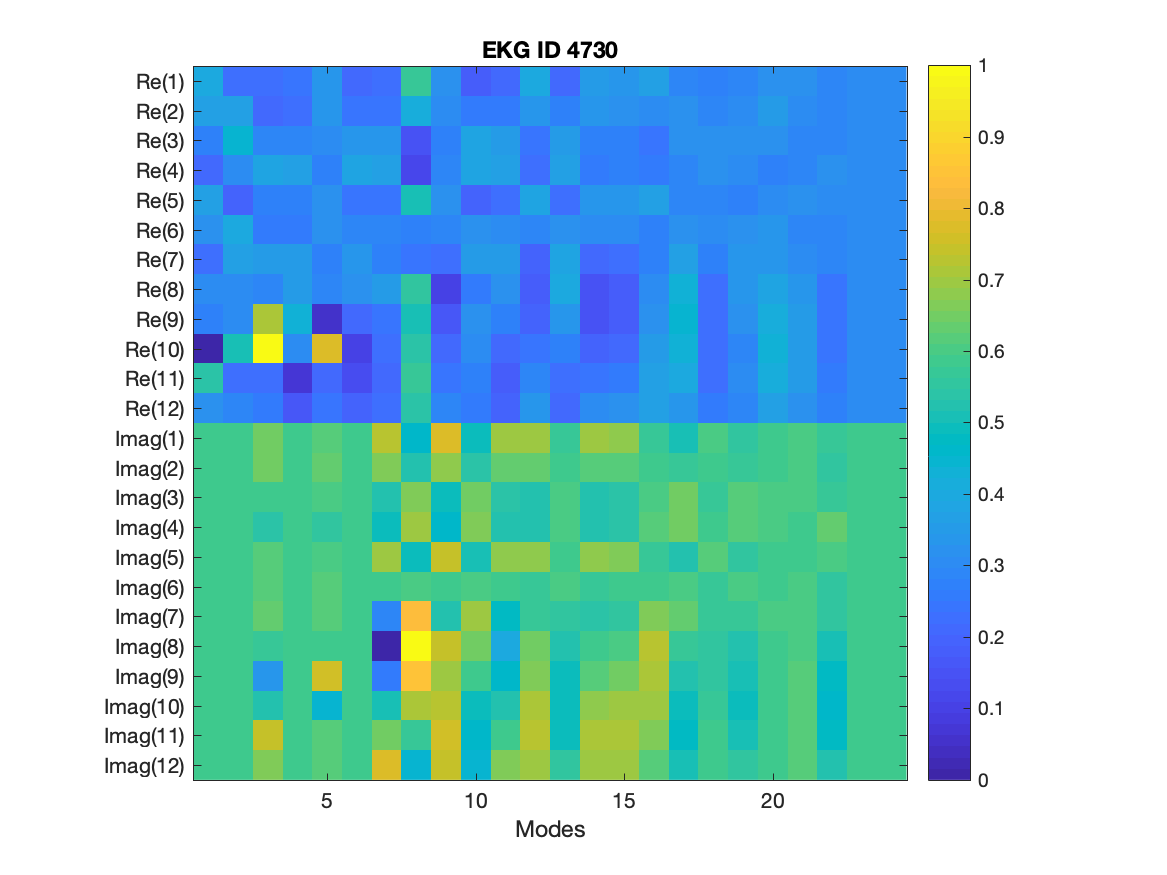 EKG ID 4730
Re(1)
Re(2)
Re(3)
Re(4)
Re(5)
Re(6)
Re(7)
Re(8)
Re(9)
Re(10)
Re(11)
Re(12)
Imag(1)
Imag(2)
Imag(3)
Imag(4)
Imag(5)
Imag(6)
Imag(7)
Imag(8)
Imag(9)
Imag(10)
Imag(11)
Imag(12)
5 10 15 20
Modes
1
0.9
0.8
0.7
0.6
0.5
0.4
0.3
0.2
0.1
0